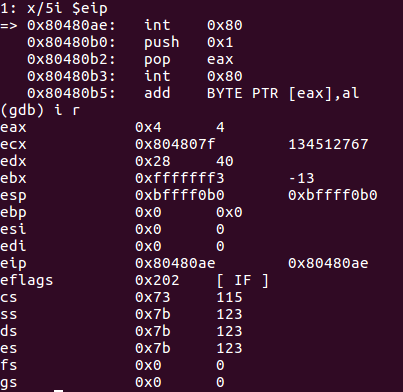 1: x/5i $eip
=> 0x80480ae: int 0x80
0x80480b0: push 0x1
0x80480b2: pop eax
0x80480b3: int 0x80
0x80480b5: add BYTE PTR [eax],al
(gdb) i r
eax 0x4 4
ecx 0x804807f 134512767
edx 0x28 40
ebx 0xfffffff3 -13
esp 0xbffff0b0 0xbffff0b0
ebp 0x0 0x0
esi 0x0 0
edi 0x0 0
eip 0x80480ae 0x80480ae
eflags 0x202 [ IF ]
cs 0x73 115
ss 0x7b 123
ds 0x7b 123
es 0x7b 123
fs 0x0 0
gs 0x0 0